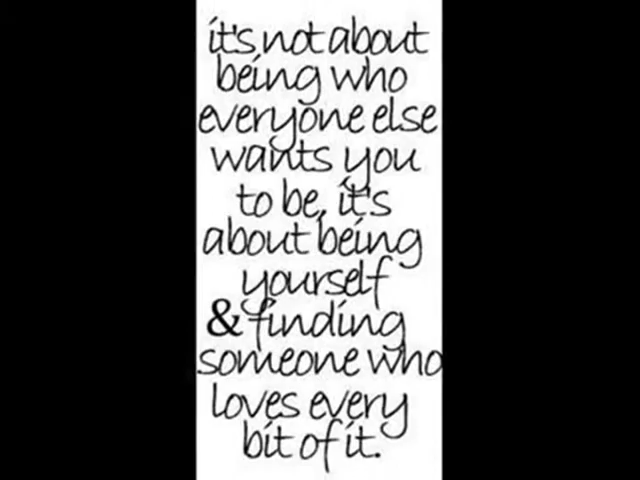 it's not about
being who
everyone else
wants you
to be, it's
about being
yourself
& finding
someone who
loves every
bit of it.